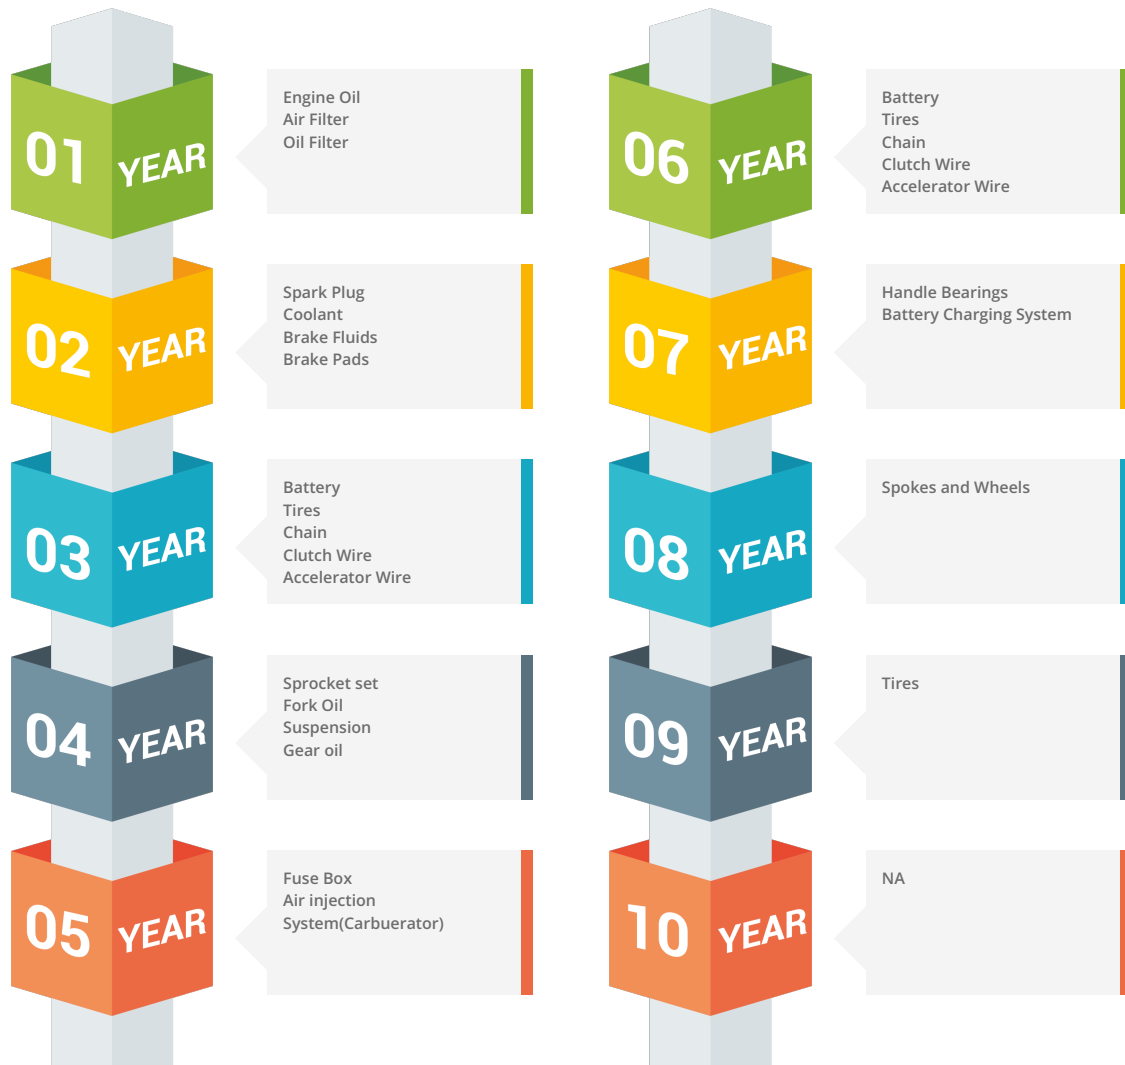 01 YEAR
Engine Oil
Air Filter
Oil Filter
02 YEAR
Spark Plug
Coolant
Brake Fluids
Brake Pads
03 YEAR
Battery
Tires
Chain
Clutch Wire
Accelerator Wire
04 YEAR
Sprocket set
Fork Oil
Suspension
Gear oil
05 YEAR
Fuse Box
Air injection
System(Carbuerator)
06 YEAR
Battery
Tires
Chain
Clutch Wire
Accelerator Wire
07 YEAR
Handle Bearings
Battery Charging System
08 YEAR
Spokes and Wheels
09 YEAR
Tires
10 YEAR
NA